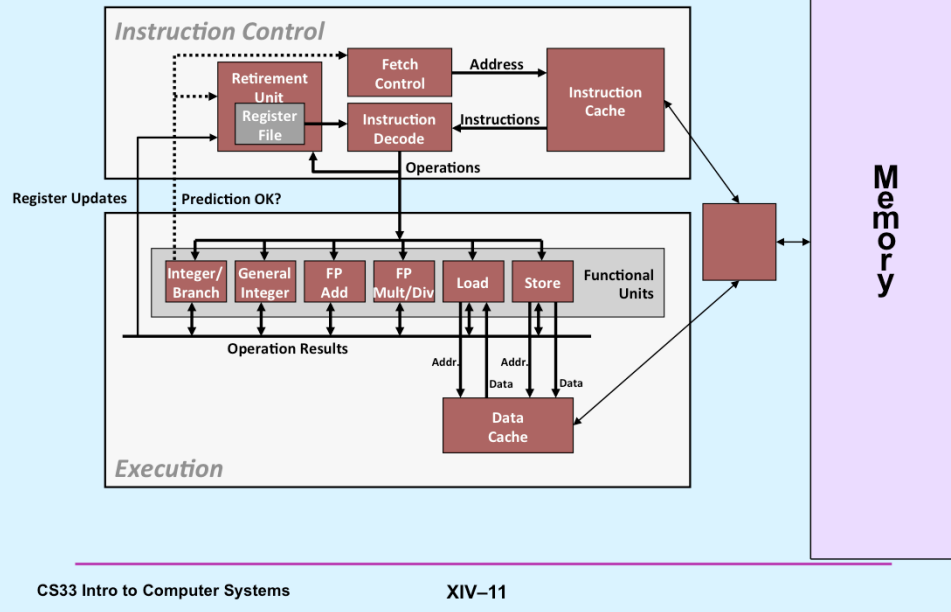 Instruction Control
Retirement
Unit
Register
File
Fetch
Control
Address
Instruction
Cache
Instruction
Decode
Instructions
Operations
Register Updates
Prediction OK?
Memory
Integer/
Branch
General
Integer
FP
Add
FP
Mult/Div
Load
Store
Functional
Units
Operation Results
Addr.
Data
Addr.
Data
Data
Cache
Execution
CS33 Intro to Computer Systems
XIV–11